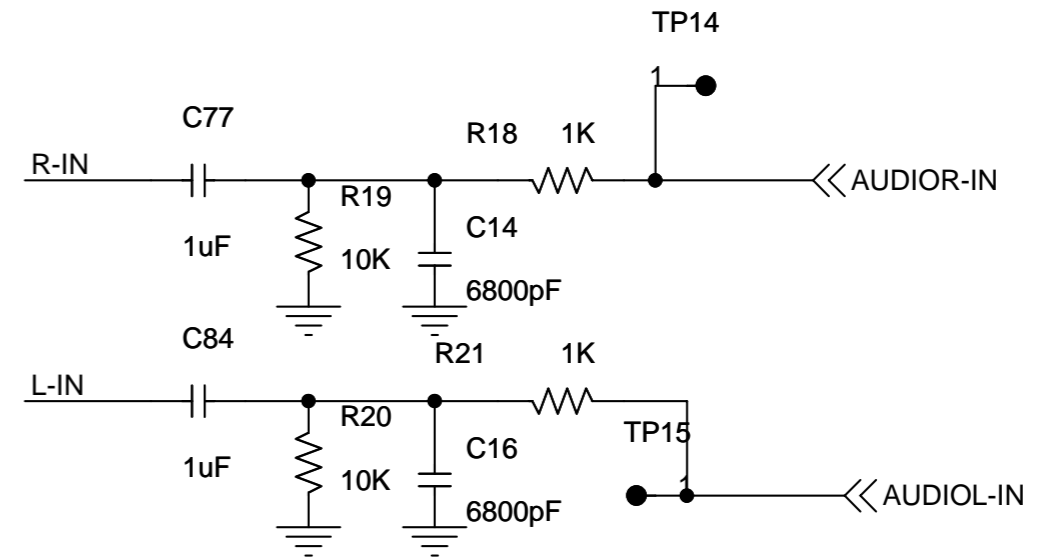 TP14
1
C77
R18 1K
R-IN
AUDIOR-IN
R19
C14
1uF
10K
6800pF
C84
R21 1K
L-IN
R20
TP15
C16
1uF
10K
1
AUDIOL-IN
6800pF